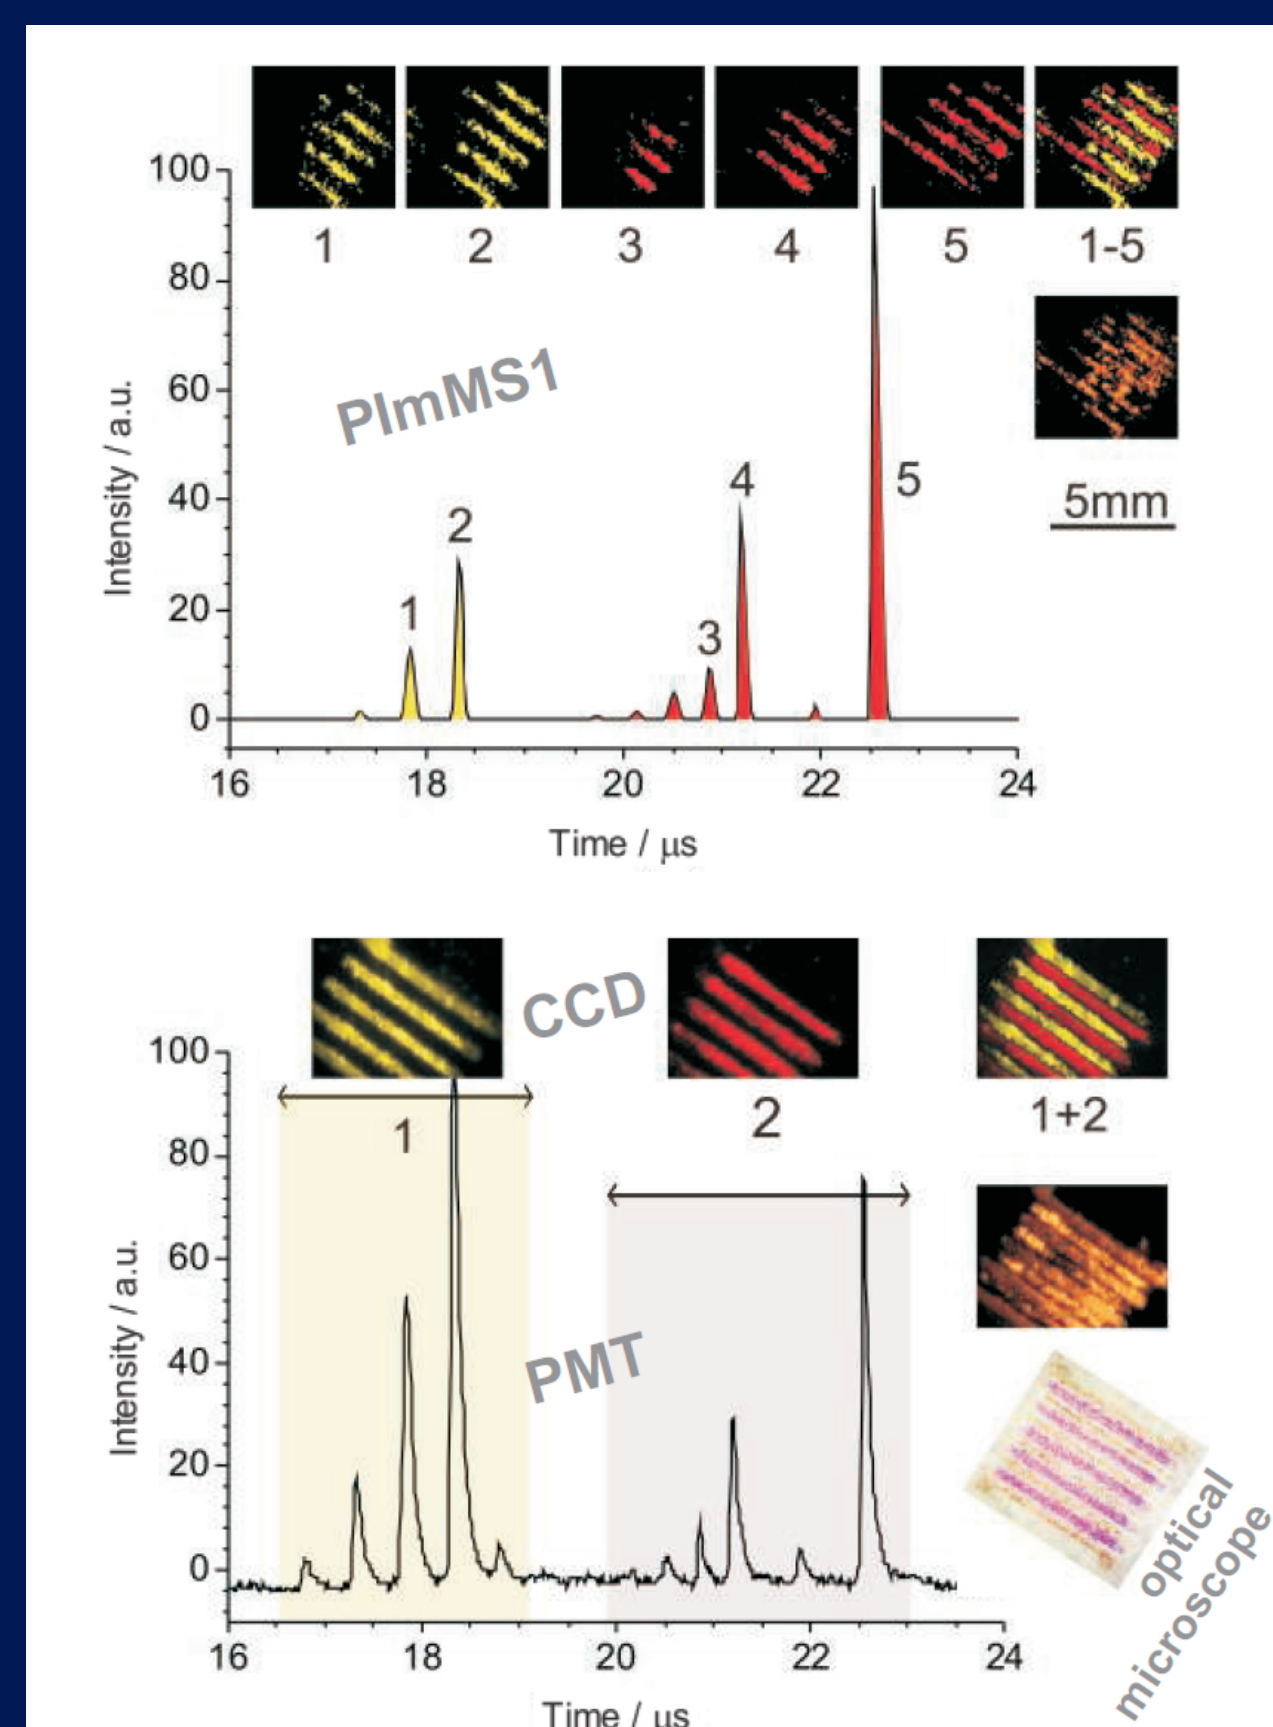 1 2 3 4 5 1-5
100
80
60
40
20
0
Intensity / a.u.
PImMS1
1
2
3
4
5
5mm
16 18 20 22 24
Time / μs
CCD
1 2 1+2
100
80
60
40
20
0
Intensity / a.u.
PMT
optical
microscope
16 18 20 22 24
Time / μs